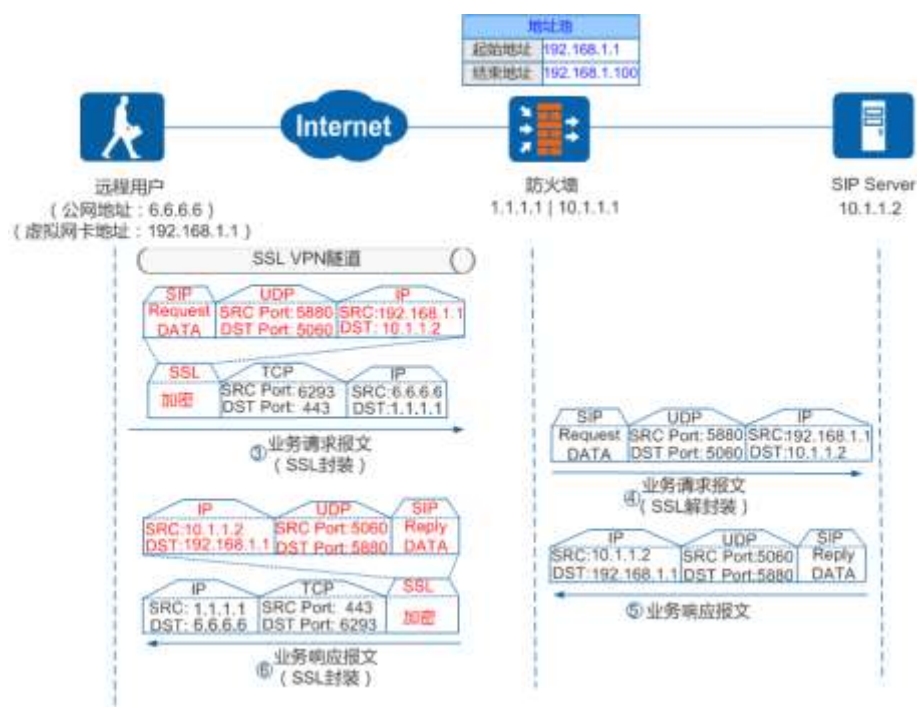 地址池
起始地址 192.168.1.1
结束地址 192.168.1.100
Internet
远程用户
（公网地址：6.6.6.6）
（虚拟网卡地址：192.168.1.1）
防火墙
1.1.1.1 | 10.1.1.1
SIP Server
10.1.1.2
SSL VPN隧道
SIP UDP IP
Request SRC Port: 5880 SRC:192.168.1.1
DATA DST Port: 5060 DST: 10.1.1.2
SSL TCP IP
加密 SRC Port: 6293 SRC:6.6.6.6
DST Port: 443 DST:1.1.1.1
③业务请求报文
（SSL封装）
SIP UDP IP
Request SRC Port: 5880 SRC:192.168.1.1
DATA DST Port: 5060 DST:10.1.1.2
④业务请求报文
（SSL解封装）
IP UDP SIP
SRC:10.1.1.2 SRC Port:5060 Reply
DST:192.168.1.1 DST Port:5880 DATA
IP TCP SSL
SRC: 1.1.1.1 SRC Port: 443 加密
DST: 6.6.6.6 DST Port: 6293
⑥业务响应报文
（SSL封装）
IP UDP SIP
SRC:10.1.1.2 SRC Port:5060 Reply
DST:192.168.1.1 DST Port:5880 DATA
⑤业务响应报文